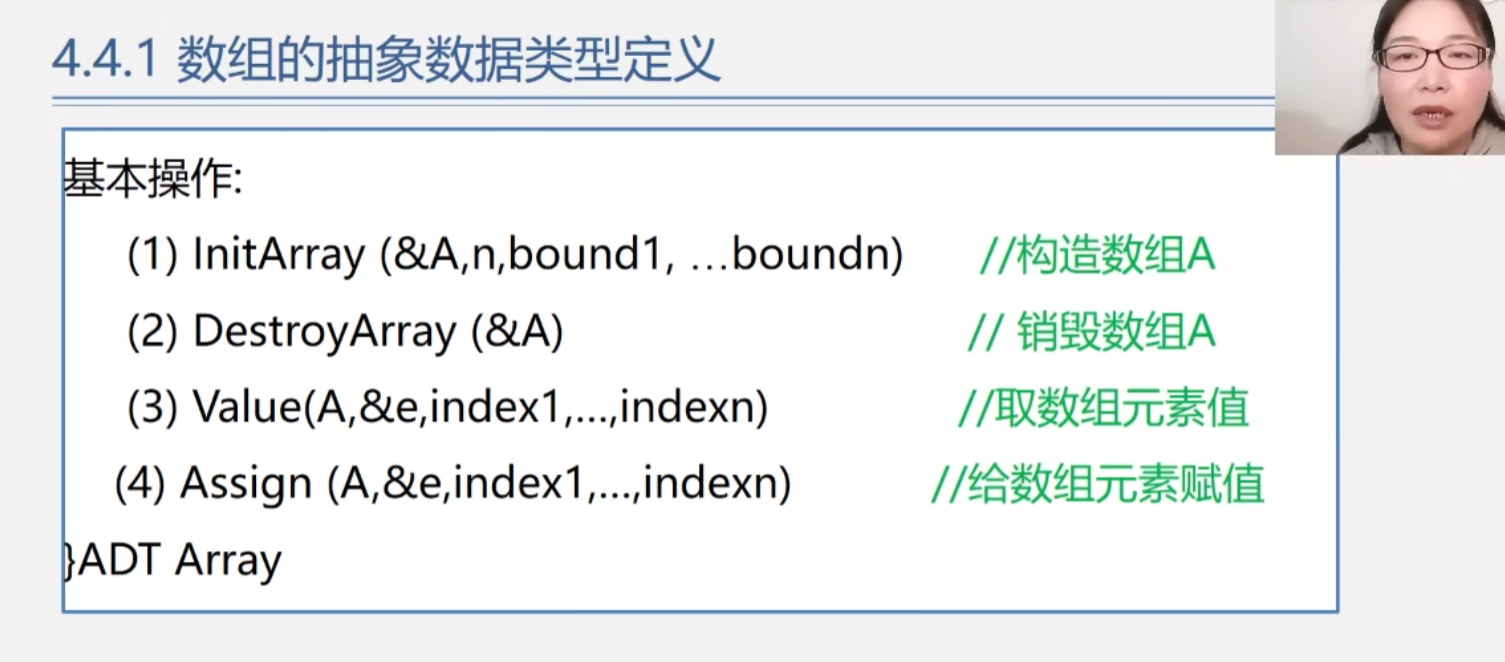 4.4.1 数组的抽象数据类型定义
基本操作:
(1) InitArray (&A,n,bound1, …boundn) //构造数组A
(2) DestroyArray (&A) // 销毁数组A
(3) Value(A,&e,index1,…,indexn) //取数组元素值
(4) Assign (A,&e,index1,…,indexn) //给数组元素赋值
}ADT Array